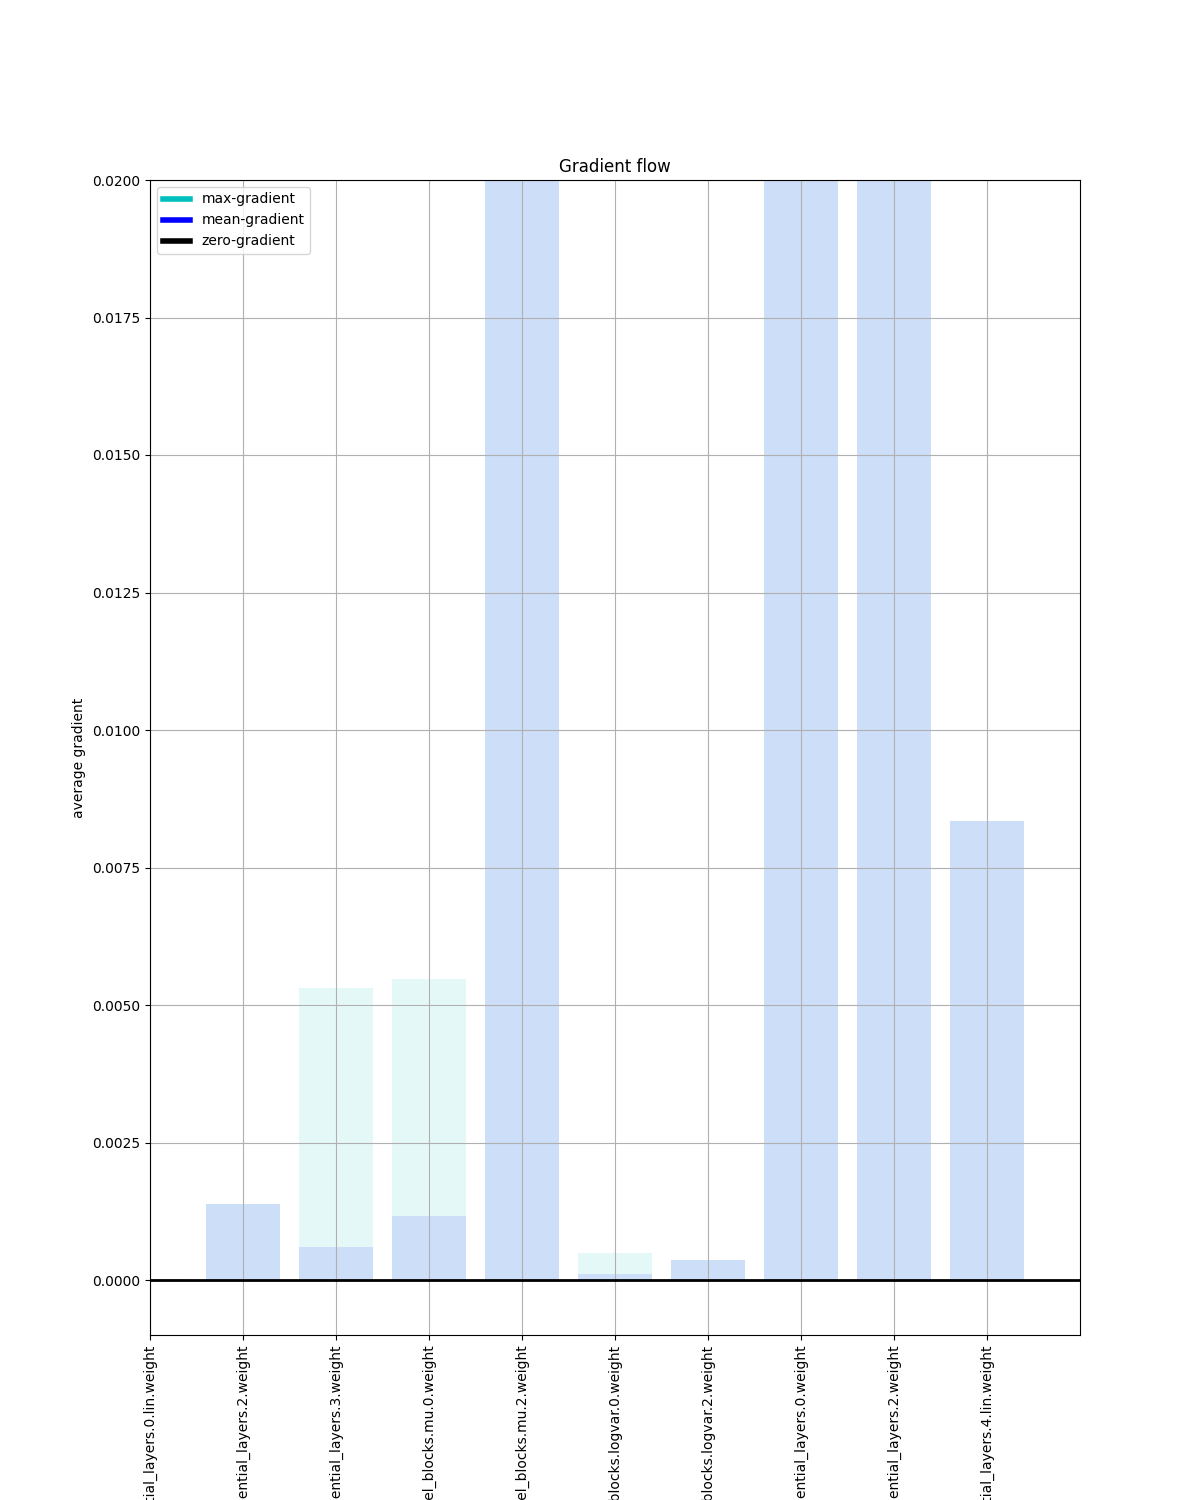 Gradient flow
max-gradient
mean-gradient
zero-gradient
average gradient
0.0200
0.0175
0.0150
0.0125
0.0100
0.0075
0.0050
0.0025
0.0000
tial_layers.0.lin.weight
ential_layers.2.weight
ential_layers.3.weight
el_blocks.mu.0.weight
el_blocks.mu.2.weight
blocks.logvar.0.weight
blocks.logvar.2.weight
ential_layers.0.weight
ential_layers.2.weight
tial_layers.4.lin.weight